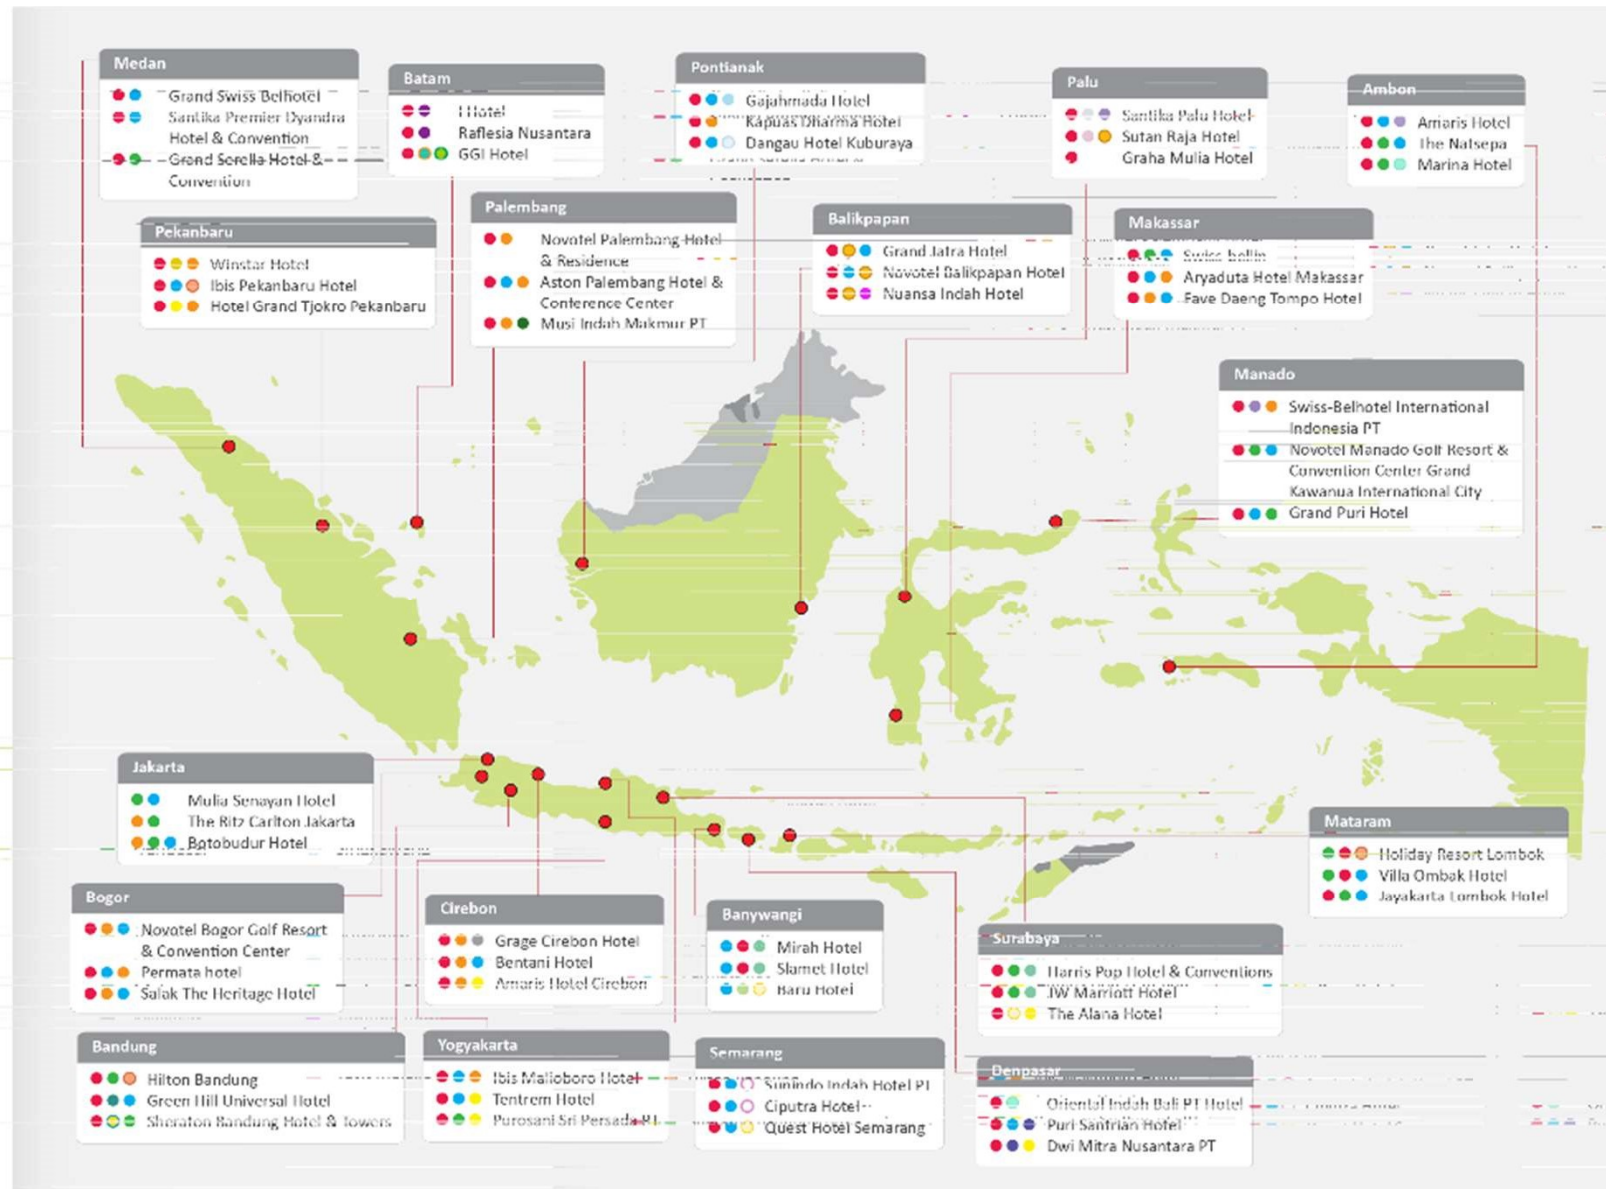 Medan
Grand Swiss Belhotel
Santika Premier Dyandra
Hotel & Convention
Grand Serella Hotel &
Convention
Batam
I Hotel
Raflesia Nusantara
GGI Hotel
Pontianak
Gajahmada Hotel
Kapuas Dharma Hotel
Dangau Hotel Kuburaya
Palu
Santika Palu Hotel
Sutan Raja Hotel
Graha Mulia Hotel
Ambon
Amaris Hotel
The Natsepa
Marina Hotel
Pekanbaru
Winstar Hotel
Ibis Pekanbaru Hotel
Hotel Grand Tjokro Pekanbaru
Palembang
Novotel Palembang Hotel
& Residence
Aston Palembang Hotel &
Conference Center
Musi Indah Makmur PT
Balikpapan
Grand Jatra Hotel
Novotel Balikpapan Hotel
Nuansa Indah Hotel
Makassar
Aryaduta Hotel Makassar
Fave Daeng Tompo Hotel
Manado
Swiss-Belhotel International
Indonesia PT
Novotel Manado Golf Resort &
Convention Center Grand
Kawanua International City
Grand Puri Hotel
Jakarta
Mulia Senayan Hotel
The Ritz Carlton Jakarta
Borobudur Hotel
Mataram
Holiday Resort Lombok
Villa Ombak Hotel
Jayakarta Lombok Hotel
Bogor
Novotel Bogor Golf Resort
& Convention Center
Permata hotel
Salak The Heritage Hotel
Cirebon
Grage Cirebon Hotel
Bentani Hotel
Amaris Hotel Cirebon
Banywangi
Mirah Hotel
Slamet Hotel
Baru Hotel
Surabaya
Harris Pop Hotel & Conventions
JW Marriott Hotel
The Alana Hotel
Bandung
Hilton Bandung
Green Hill Universal Hotel
Sheraton Bandung Hotel & Towers
Yogyakarta
Ibis Malioboro Hotel
Tentrem Hotel
Purosani Sri Persada PT
Semarang
Sunindo Indah Hotel PT
Ciputra Hotel
Quest Hotel Semarang
Denpasar
Oriental Indah Bali PT Hotel
Puri Santrian Hotel
Dwi Mitra Nusantara PT